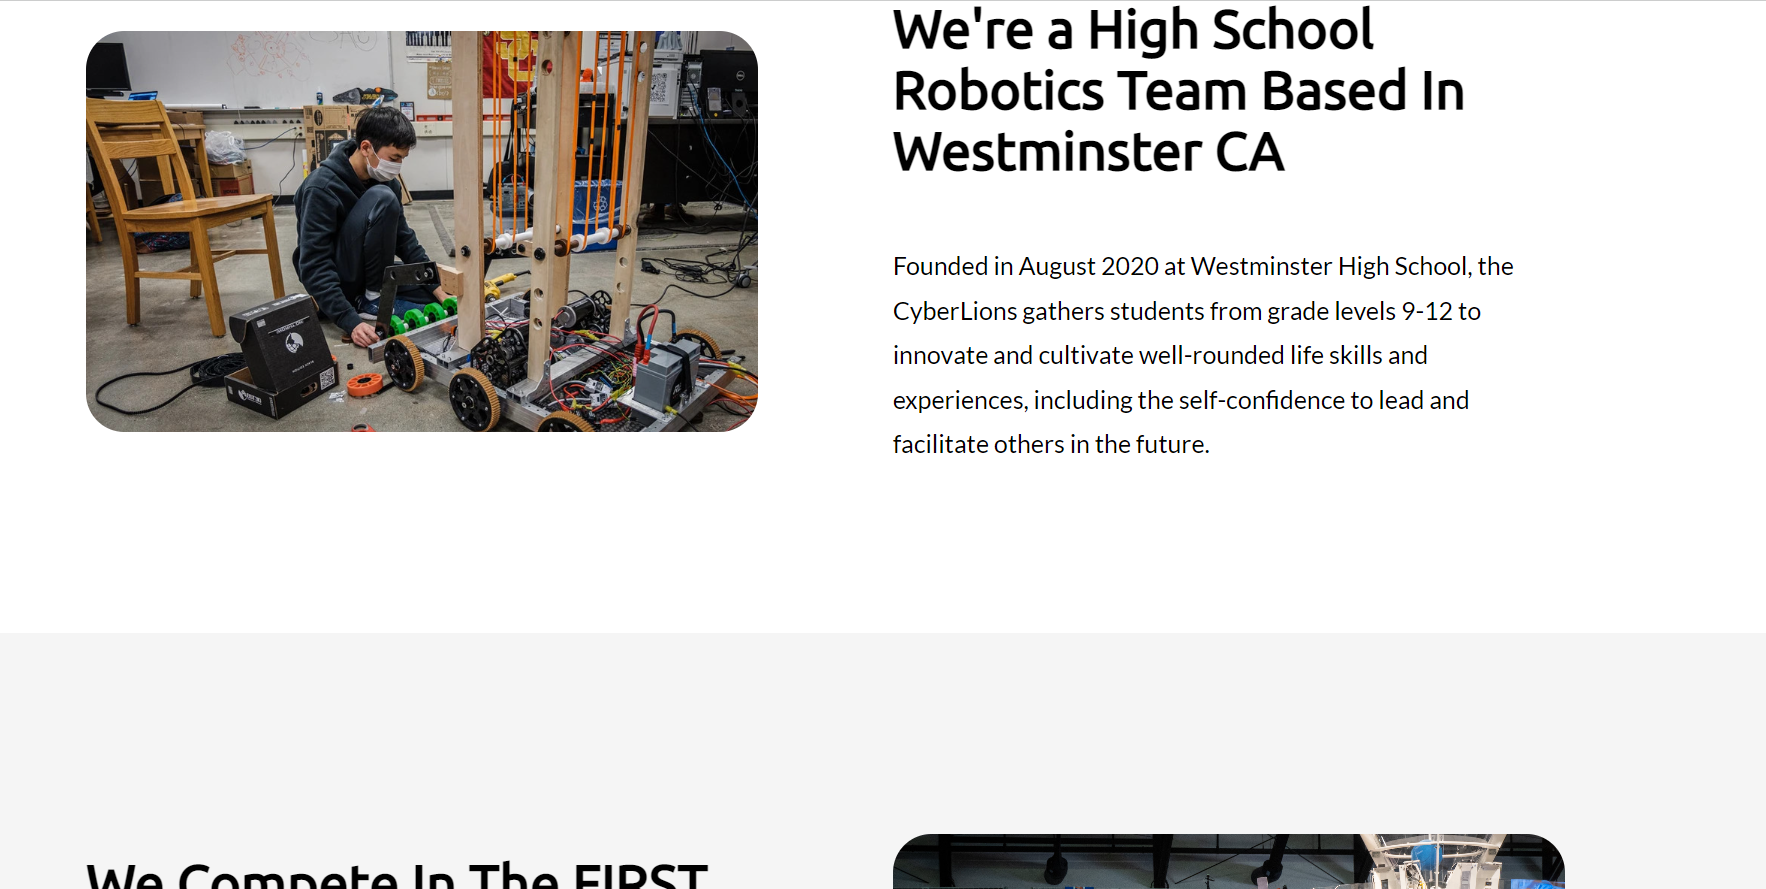 We're a High School
Robotics Team Based In
Westminster CA
Founded in August 2020 at Westminster High School, the
CyberLions gathers students from grade levels 9-12 to
innovate and cultivate well-rounded life skills and
experiences, including the self-confidence to lead and
facilitate others in the future.
We Compete In The FIRST